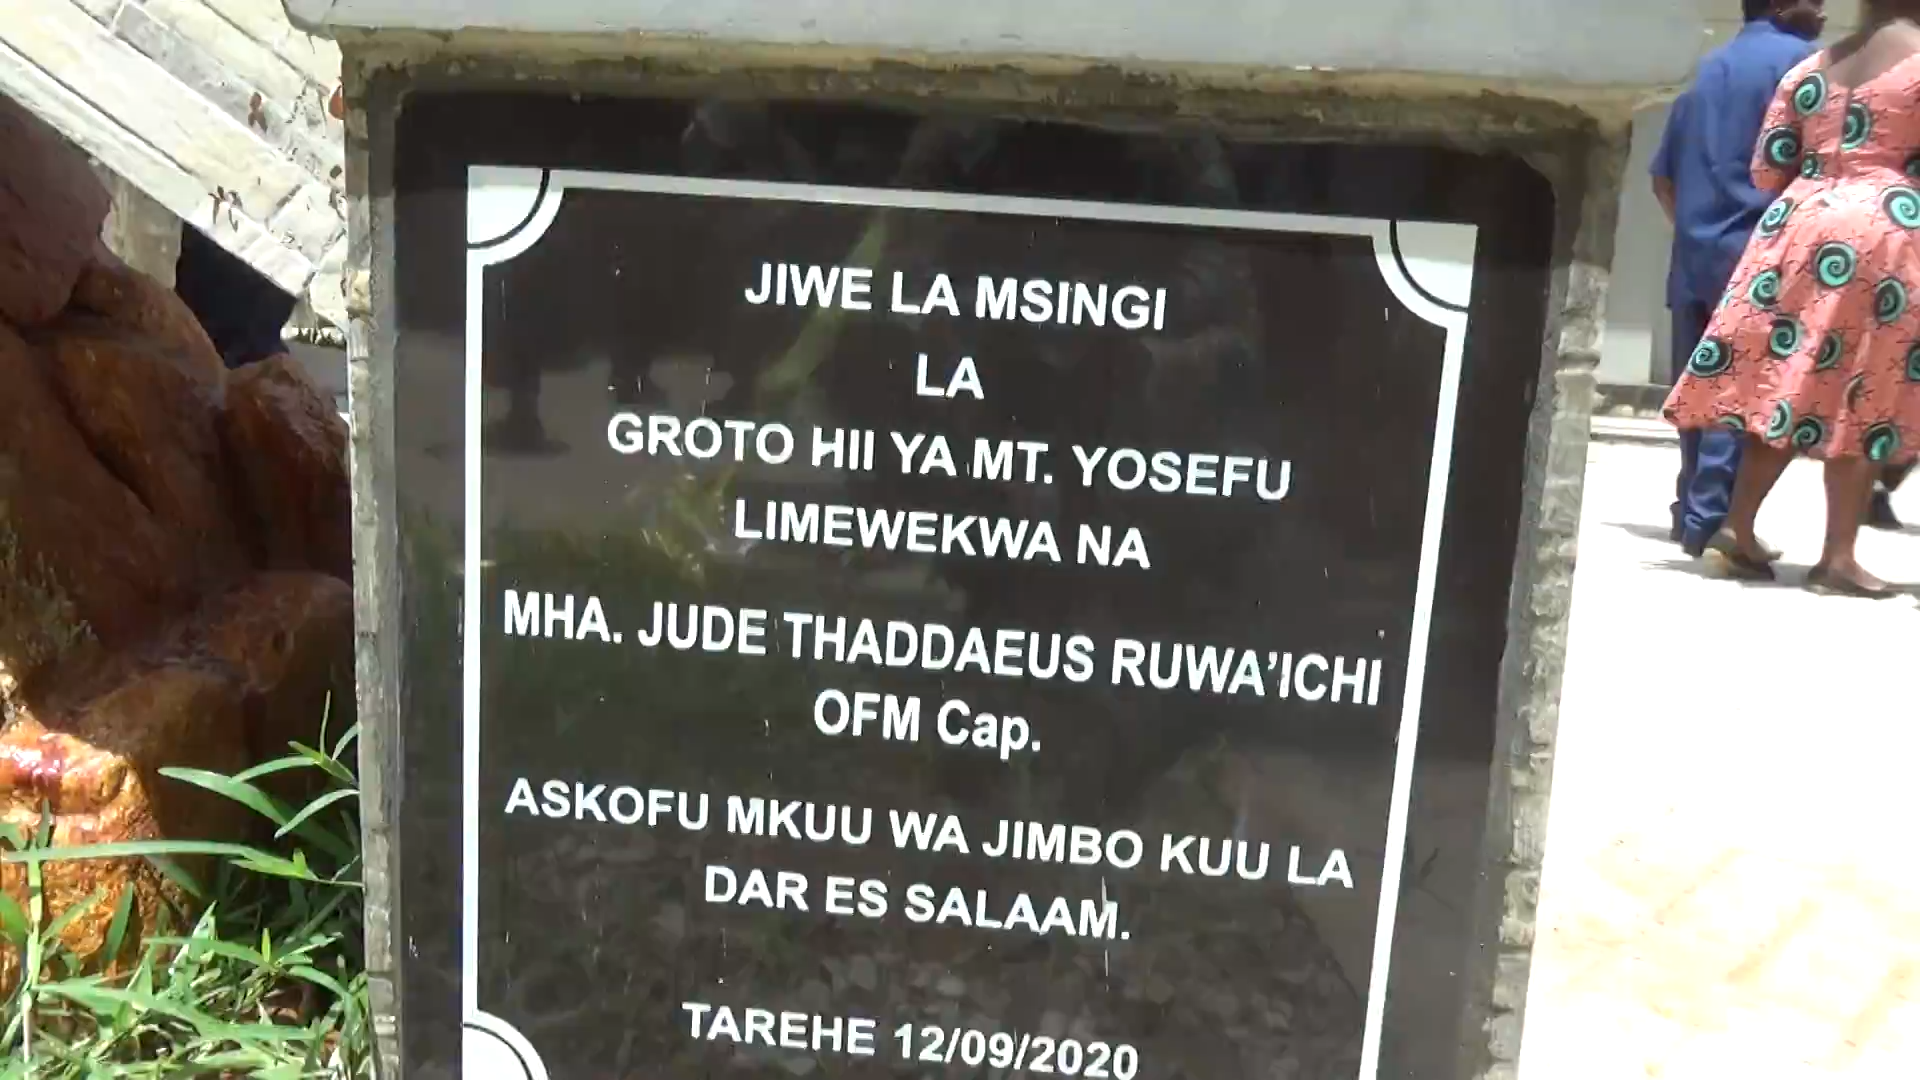 JIWE LA MSINGI
LA
GROTO HII YA MT. YOSEFU
LIMEWEKWA NA
MHA. JUDE THADDAEUS RUWA'ICHI
OFM Cap.
ASKOFU MKUU WA JIMBO KUU LA
DAR ES SALAAM.
TAREHE 12/09/2020